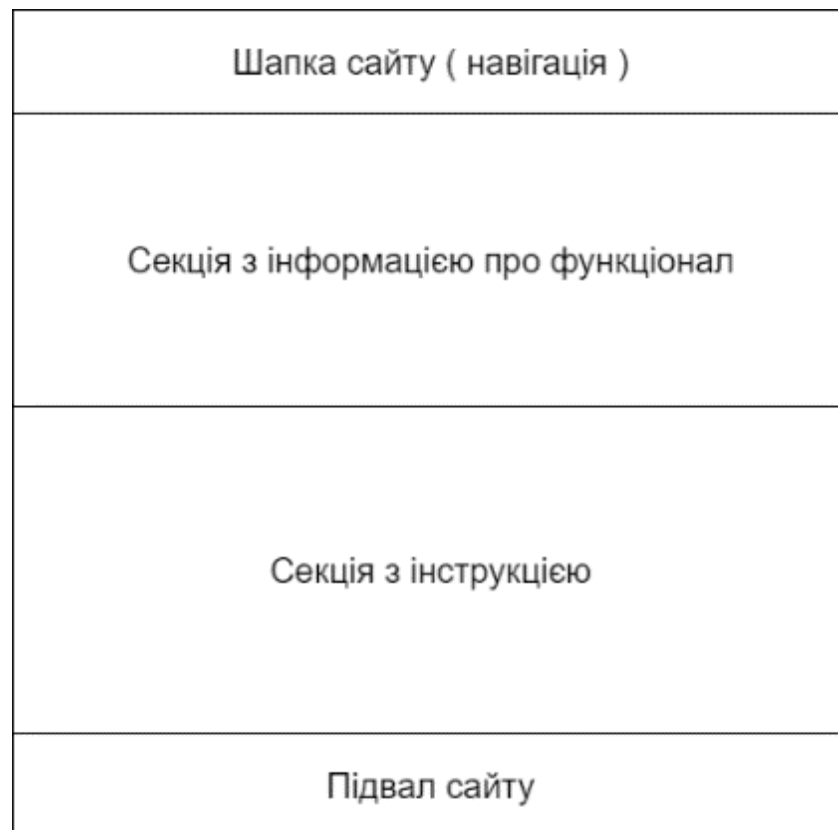 Шапка сайту ( навігація )
Секція з інформацією про функціонал
Секція з інструкцією
Підвал сайту